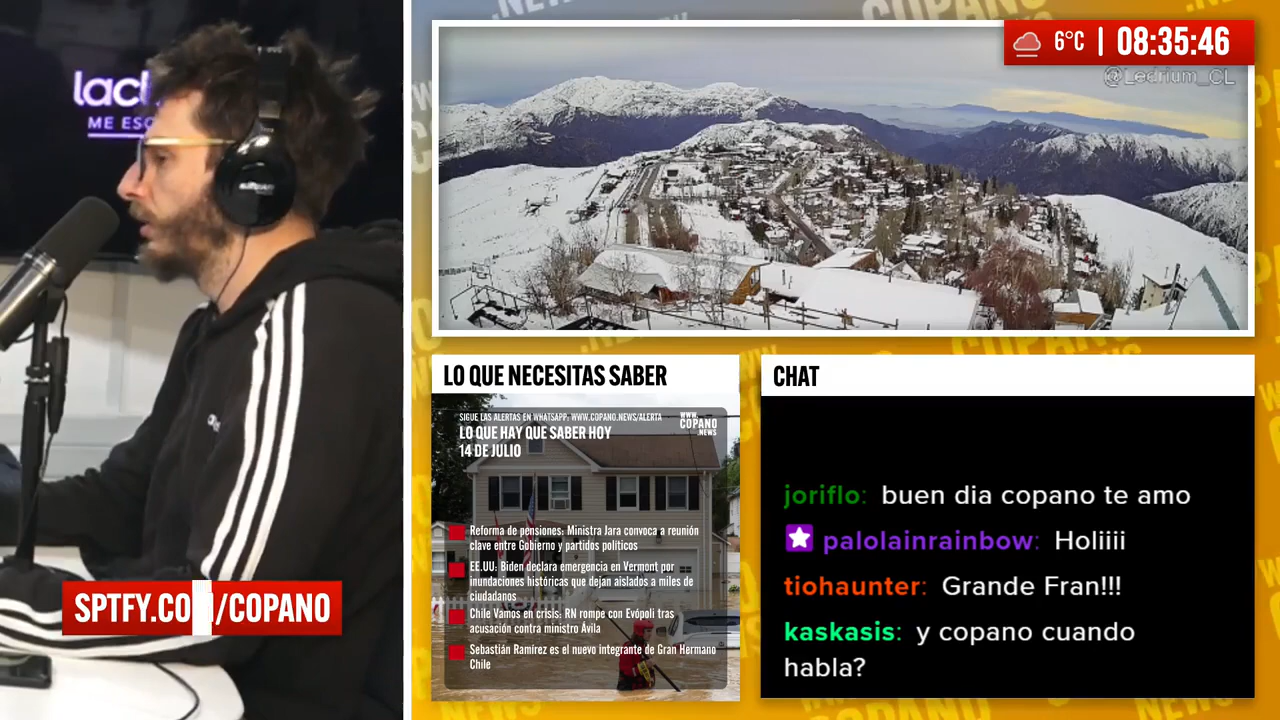 6°C | 08:35:46
@Ledrium_CL
ME ESC
LO QUE NECESITAS SABER
SIGUE LAS ALERTAS EN WHATSAPP: WWW.COPANO.NEWS/ALERTA
LO QUE HAY QUE SABER HOY
14 DE JULIO
WWW.
COPANO
.NEWS
Reforma de pensiones: Ministra Jara convoca a reunión
clave entre Gobierno y partidos políticos
EE.UU: Biden declara emergencia en Vermont por
inundaciones históricas que dejan aislados a miles de
ciudadanos
Chile Vamos en crisis: RN rompe con Evópoli tras
acusación contra ministro Ávila
Sebastián Ramírez es el nuevo integrante de Gran Hermano
Chile
CHAT
joriflo: buen dia copano te amo
palolainrainbow: Holiiii
tiohaunter: Grande Fran!!!
kaskasis: y copano cuando
habla?
/COPANO